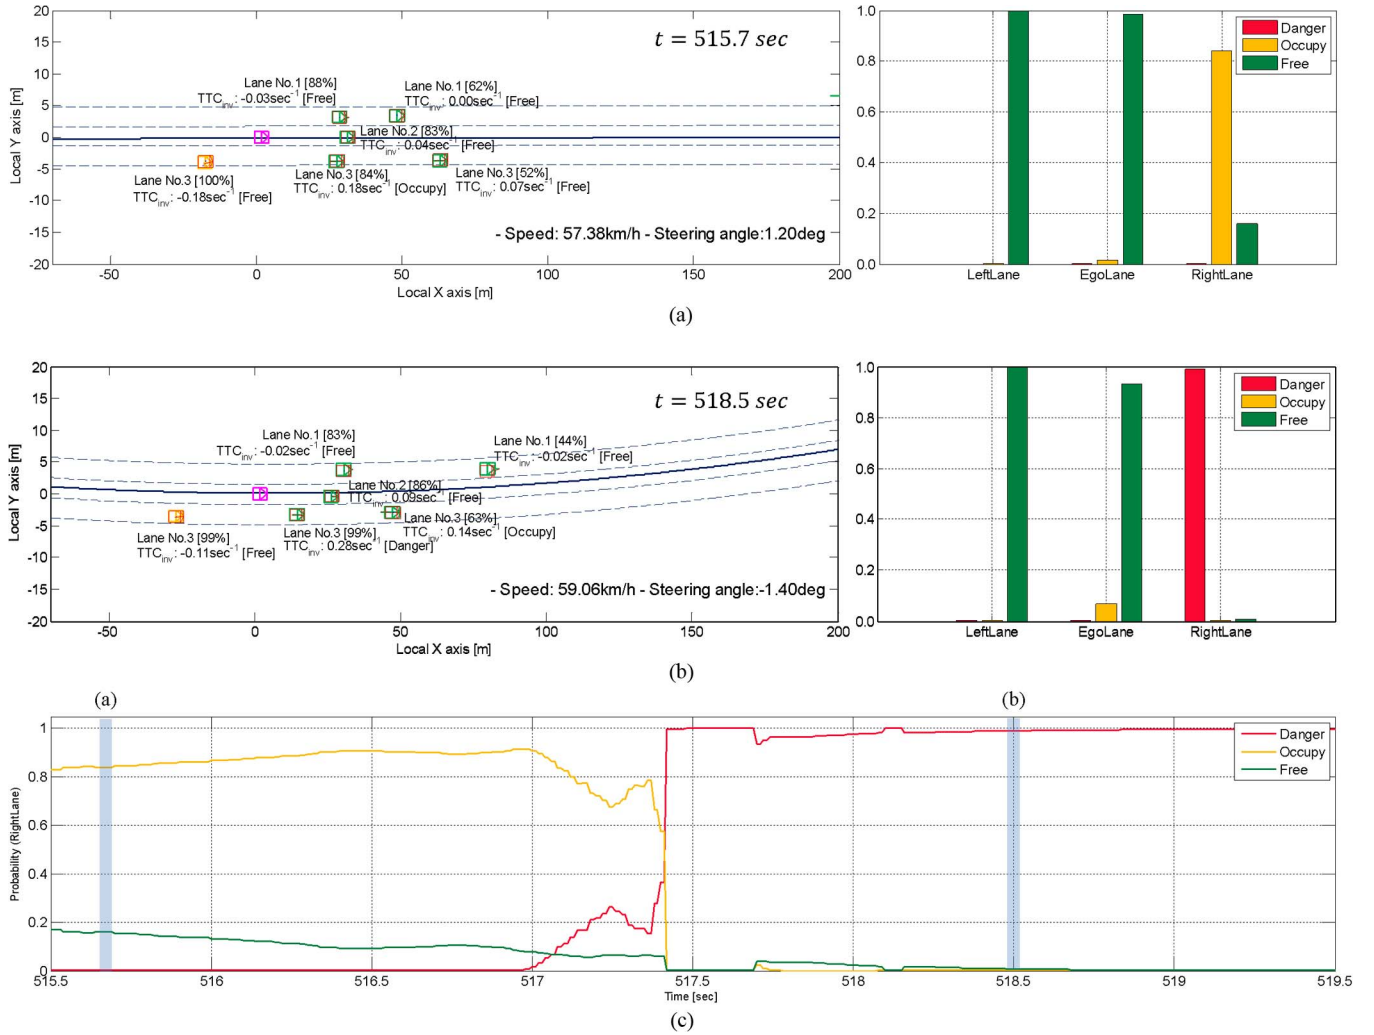 20
15
10
5
0
-5
-10
-15
20
Local Y axis [m]
t = 515.7 sec
Lane No.1 [88%]
TTCinv: -0.03sec-1 [Free]
Lane No.1 [62%]
TTCinv: 0.00sec-1 [Free]
Lane No.2 [83%]
TTCinv: 0.04sec-1 [Free]
Lane No.3 [100%]
TTCinv: -0.18sec-1 [Free]
Lane No.3 [84%]
TTCinv: 0.18sec-1 [Occupy]
Lane No.3 [52%]
TTCinv: 0.07sec-1 [Free]
- Speed: 57.38km/h - Steering angle:1.20deg
-50 0 50 100 150 200
Local X axis [m]
1.0
0.8
0.6
0.4
0.2
0.0
Danger
Occupy
Free
LeftLane EgoLane RightLane
(a)
20
15
10
5
0
-5
-10
-15
20
Local Y axis [m]
t = 518.5 sec
Lane No.1 [83%]
TTCinv: -0.02sec-1 [Free]
Lane No.1 [44%]
TTCinv: -0.02sec-1 [Free]
Lane No.2 [86%]
TTCinv: 0.09sec-1 [Free]
Lane No.3 [63%]
TTCinv: 0.14sec-1 [Occupy]
Lane No.3 [99%]
TTCinv: -0.11sec-1 [Free]
Lane No.3 [99%]
TTCinv: 0.28sec-1 [Danger]
- Speed: 59.06km/h - Steering angle:-1.40deg
-50 0 50 100 150 200
Local X axis [m]
1.0
0.8
0.6
0.4
0.2
0.0
Danger
Occupy
Free
LeftLane EgoLane RightLane
(b)
(a) (b)
1
0.8
0.6
0.4
0.2
0
Probability (RightLane)
Danger
Occupy
Free
515.5 516 516.5 517 517.5 518 518.5 519 519.5
Time [sec]
(c)